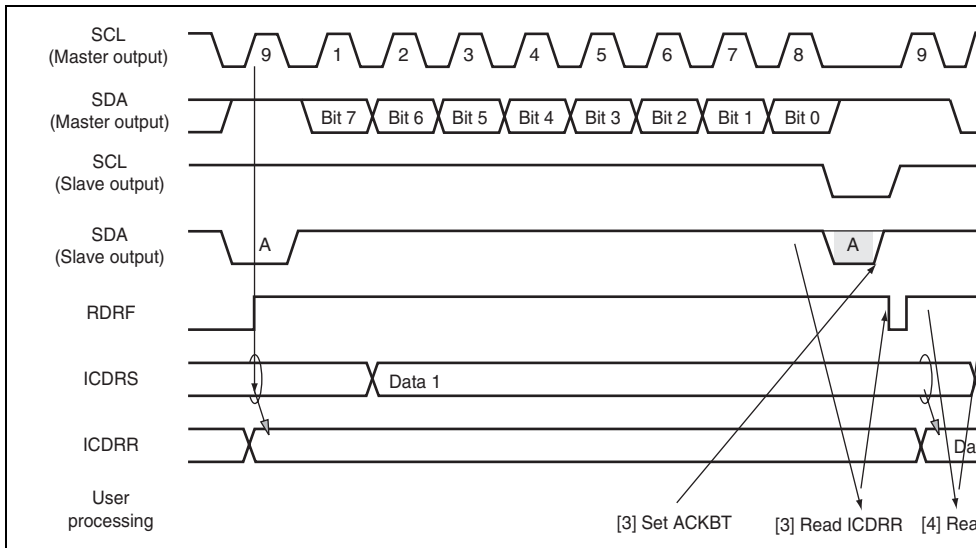 SCL
(Master output)
9 1 2 3 4 5 6 7 8 9
SDA
(Master output)
Bit 7 Bit 6 Bit 5 Bit 4 Bit 3 Bit 2 Bit 1 Bit 0
SCL
(Slave output)
SDA
(Slave output)
A A
RDRF
ICDRS
Data 1
ICDRR
User
processing
[3] Set ACKBT [3] Read ICDRR [4]